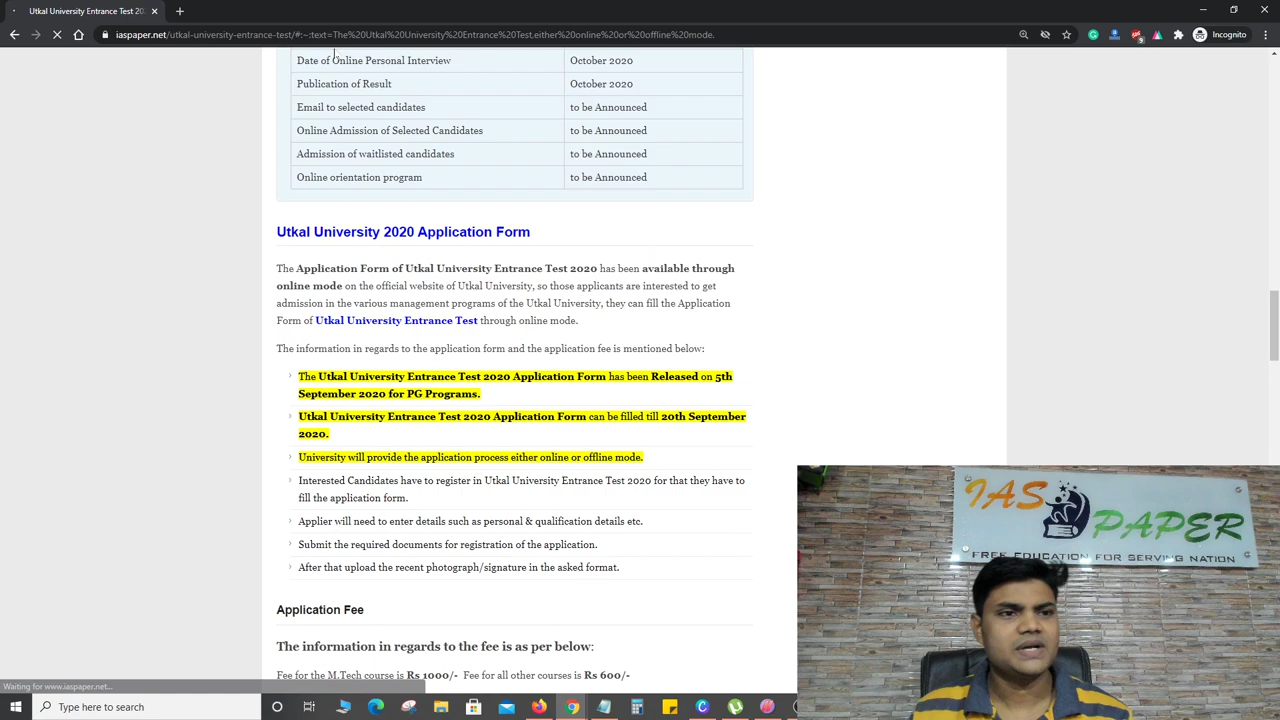 Utkal University Entrance Test 20
Incognito
iaspaper.net/utkal-university-entrance-test/#:~:text=The%20Utkal%20University%20Entrance%20Test,either%20online%20or%20offline%20mode.
Date of Online Personal Interview October 2020
Publication of Result October 2020
Email to selected candidates to be Announced
Online Admission of Selected Candidates to be Announced
Admission of waitlisted candidates to be Announced
Online orientation program to be Announced
Utkal University 2020 Application Form
The Application Form of Utkal University Entrance Test 2020 has been available through
online mode on the official website of Utkal University, so those applicants are interested to get
admission in the various management programs of the Utkal University, they can fill the Application
Form of Utkal University Entrance Test through online mode.
The information in regards to the application form and the application fee is mentioned below:
The Utkal University Entrance Test 2020 Application Form has been Released on 5th
September 2020 for PG Programs.
Utkal University Entrance Test 2020 Application Form can be filled till 20th September
2020.
University will provide the application process either online or offline mode.
Interested Candidates have to register in Utkal University Entrance Test 2020 for that they have to
fill the application form.
Applier will need to enter details such as personal & qualification details etc.
Submit the required documents for registration of the application.
After that upload the recent photograph/signature in the asked format.
Application Fee
The information in regards to the fee is as per below:
Fee for the M.Tech course is Rs 1000/- Fee for all other courses is Rs 600/-
IAS
PAPER
FREE EDUCATION FOR SERVING NATION
Waiting for www.iaspaper.net...
Type here to search